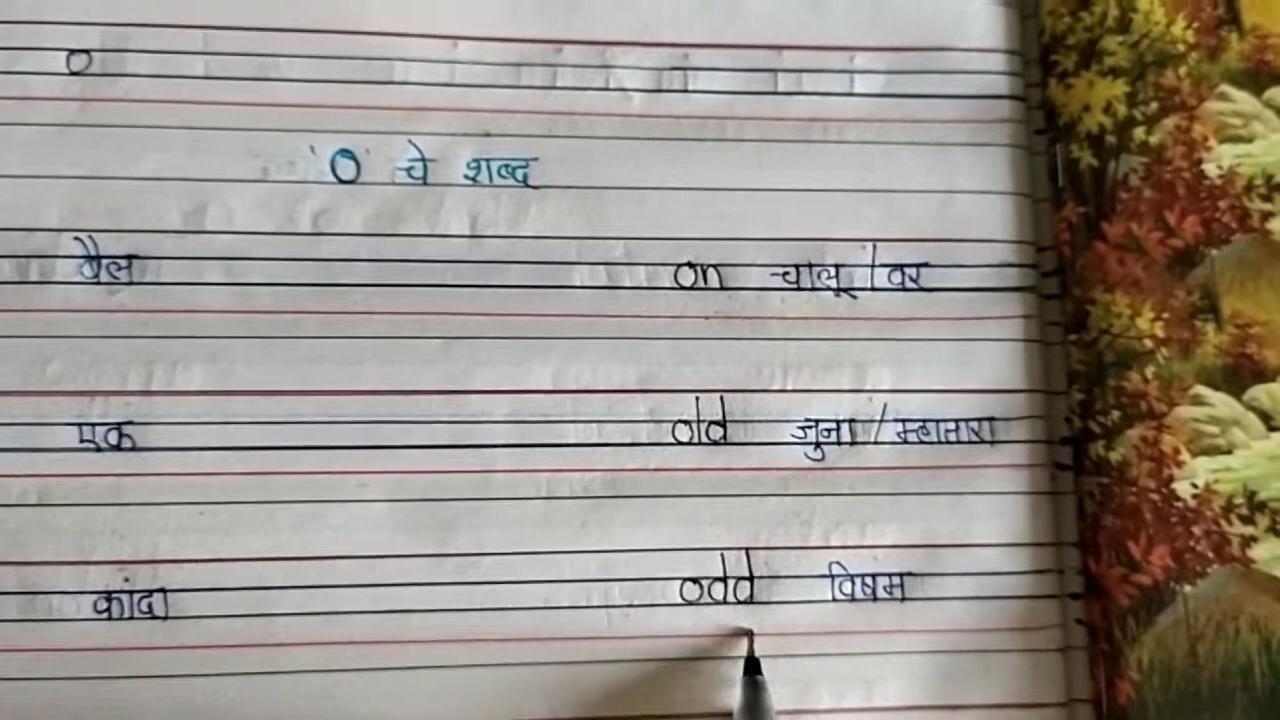 o
'O' चे शब्द
बैल on चालू / वर
एक old जुना / म्हातारा
कांदा odd विषम